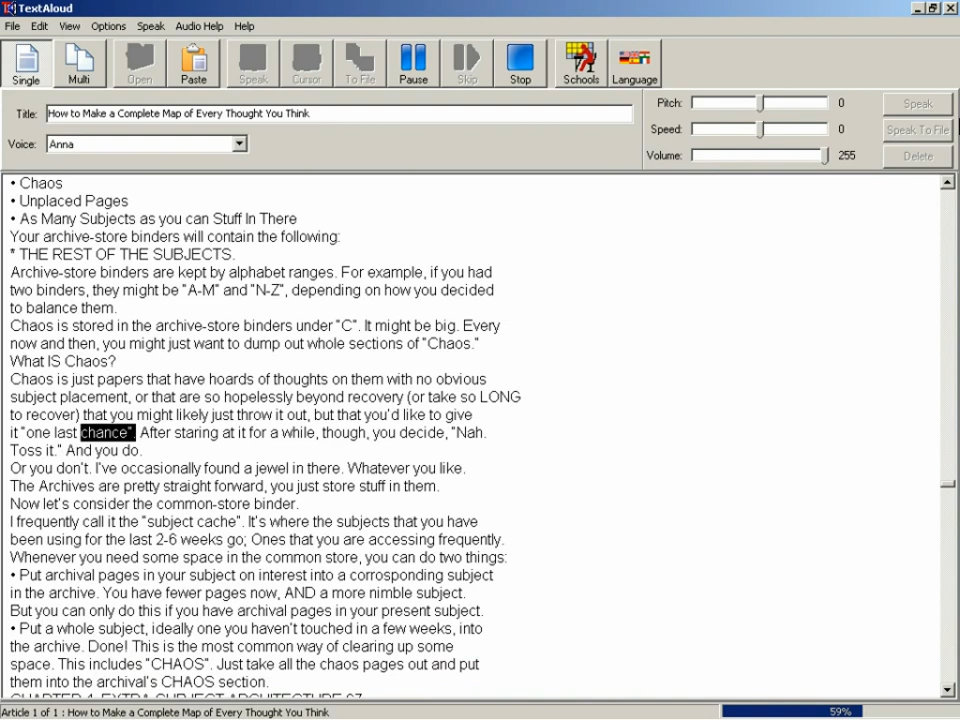 TextAloud
File Edit View Options Speak Audio Help Help
Single Multi Open Paste Speak Cursor To File Pause Skip Stop Schools Language
Title: How to Make a Complete Map of Every Thought You Think
Voice: Anna
Pitch: 0 Speak
Speed: 0 Speak To File
Volume: 255 Delete
• Chaos
• Unplaced Pages
• As Many Subjects as you can Stuff In There
Your archive-store binders will contain the following:
* THE REST OF THE SUBJECTS.
Archive-store binders are kept by alphabet ranges. For example, if you had
two binders, they might be "A-M" and "N-Z", depending on how you decided
to balance them.
Chaos is stored in the archive-store binders under "C". It might be big. Every
now and then, you might just want to dump out whole sections of "Chaos."
What IS Chaos?
Chaos is just papers that have hoards of thoughts on them with no obvious
subject placement, or that are so hopelessly beyond recovery (or take so LONG
to recover) that you might likely just throw it out, but that you'd like to give
it "one last chance". After staring at it for a while, though, you decide, "Nah.
Toss it." And you do.
Or you don't. I've occasionally found a jewel in there. Whatever you like.
The Archives are pretty straight forward, you just store stuff in them.
Now let's consider the common-store binder.
I frequently call it the "subject cache". It's where the subjects that you have
been using for the last 2-6 weeks go; Ones that you are accessing frequently.
Whenever you need some space in the common store, you can do two things:
• Put archival pages in your subject on interest into a corrosponding subject
in the archive. You have fewer pages now, AND a more nimble subject.
But you can only do this if you have archival pages in your present subject.
• Put a whole subject, ideally one you haven't touched in a few weeks, into
the archive. Done! This is the most common way of clearing up some
space. This includes "CHAOS". Just take all the chaos pages out and put
them into the archival's CHAOS section.
CHAPTER 4. EXTRA-SUBJECT ARCHITECTURE 67
Article 1 of 1 : How to Make a Complete Map of Every Thought You Think 59%